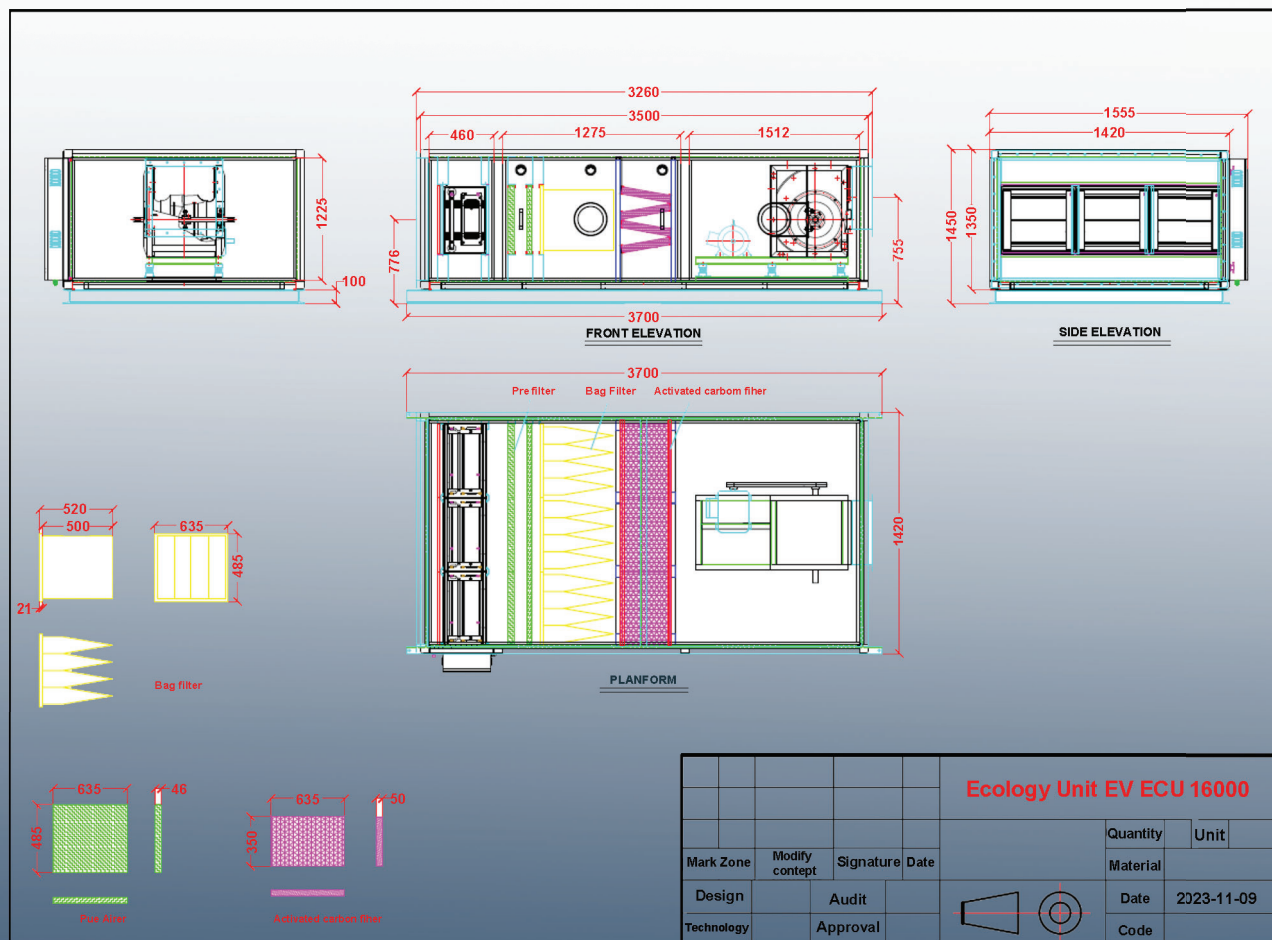 3260
3500
460
1275
1512
1225
100
776
755
3700
FRONT ELEVATION
1555
1420
1450
1350
SIDE ELEVATION
3700
Pre filter
Bag Filter
Activated carbom fiher
1420
PLANFORM
520
500
21
635
485
Bag filter
635
46
485
635
50
350
Activated carbon fiher
Ecology Unit EV ECU 16000
Quantity
Unit
Mark Zone
Modify
contept
Signature
Date
Material
Design
Audit
Date
2023-11-09
Technology
Approval
Code